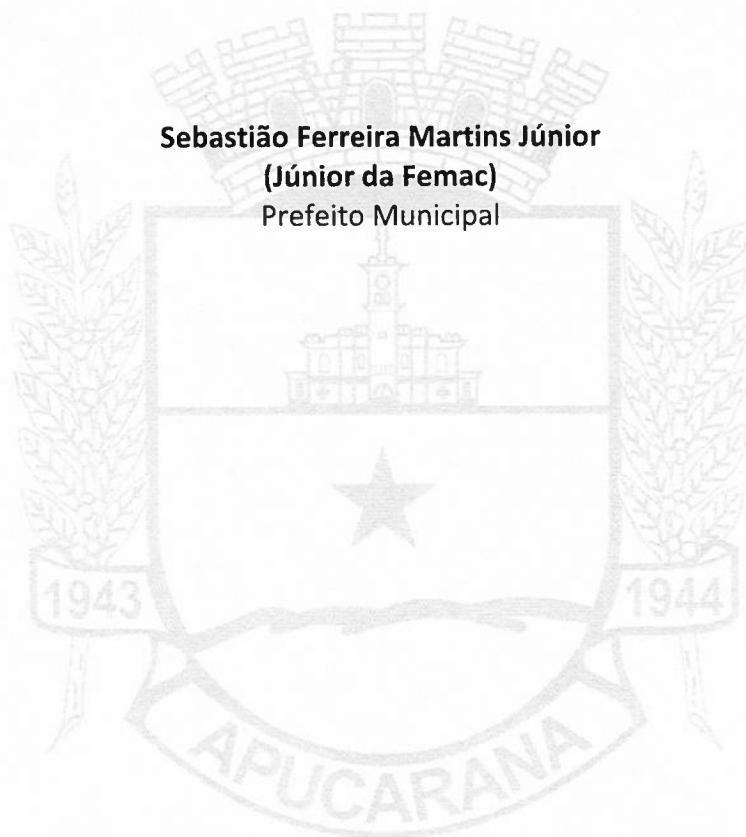 Sebastião Ferreira Martins Júnior
(Júnior da Femac)
Prefeito Municipal
1943
1944
APUCARANA